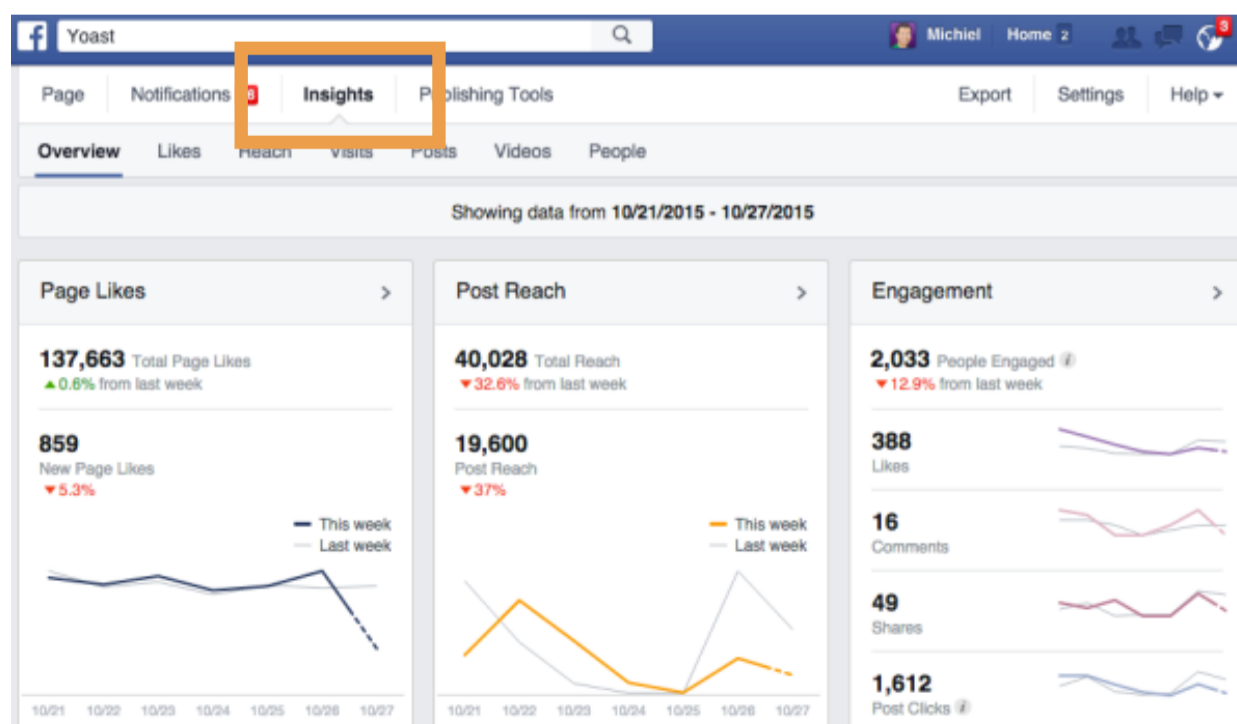 f Yoast Michiel Home 2 3
Page Notifications Insights Publishing Tools Export Settings Help
Overview Likes Reach Visits Posts Videos People
Showing data from 10/21/2015 - 10/27/2015
Page Likes >
137,663 Total Page Likes
▲0.6% from last week
859
New Page Likes
▼5.3%
This week
Last week
10/21 10/22 10/23 10/24 10/25 10/26 10/27
Post Reach >
40,028 Total Reach
▼32.6% from last week
19,600
Post Reach
▼37%
This week
Last week
10/21 10/22 10/23 10/24 10/25 10/26 10/27
Engagement >
2,033 People Engaged i
▼12.9% from last week
388
Likes
16
Comments
49
Shares
1,612
Post Clicks i